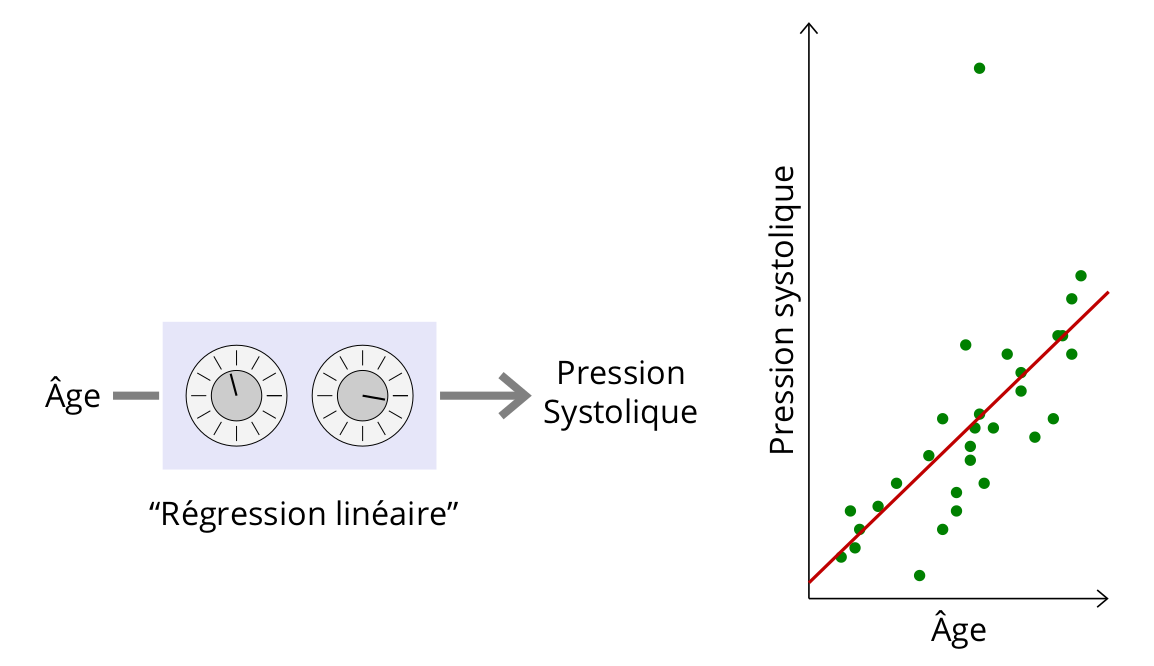 Âge
Pression
Systolique
“Régression linéaire”
Pression systolique
Âge